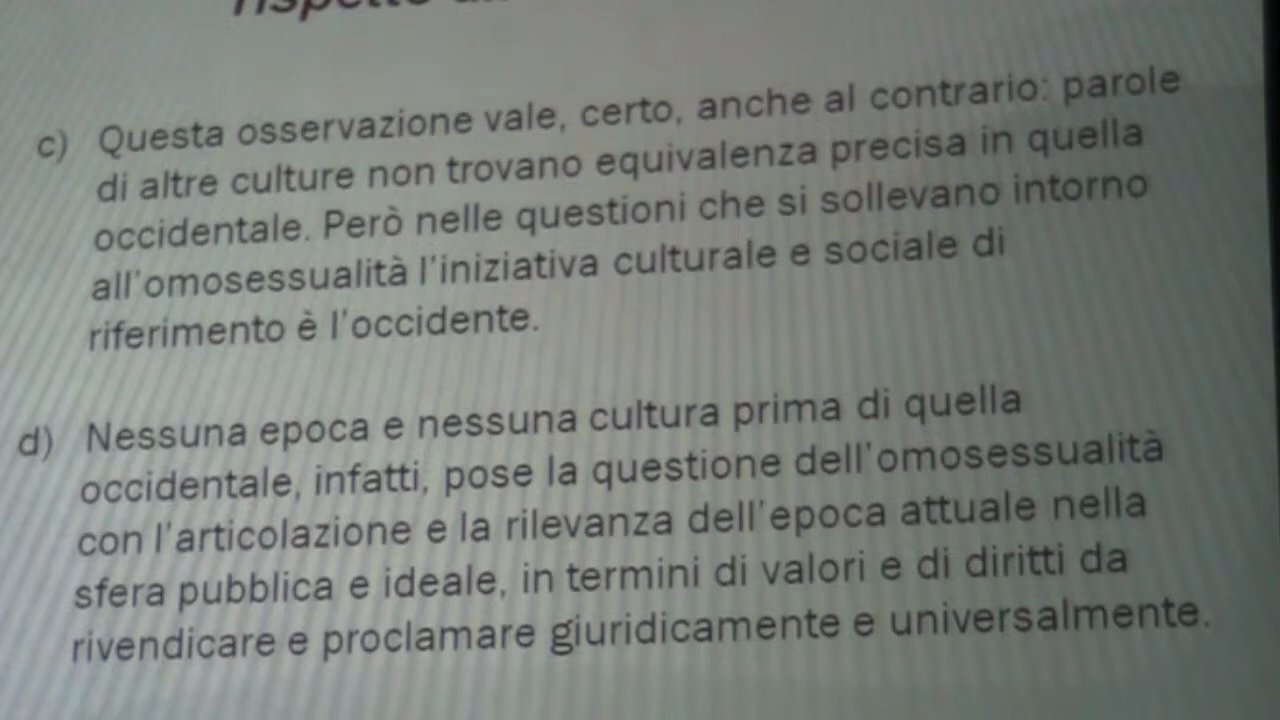 rispetto
c) Questa osservazione vale, certo, anche al contrario: parole
di altre culture non trovano equivalenza precisa in quella
occidentale. Però nelle questioni che si sollevano intorno
all'omosessualità l'iniziativa culturale e sociale di
riferimento è l'occidente.
d) Nessuna epoca e nessuna cultura prima di quella
occidentale, infatti, pose la questione dell'omosessualità
con l'articolazione e la rilevanza dell'epoca attuale nella
sfera pubblica e ideale, in termini di valori e di diritti da
rivendicare e proclamare giuridicamente e universalmente.